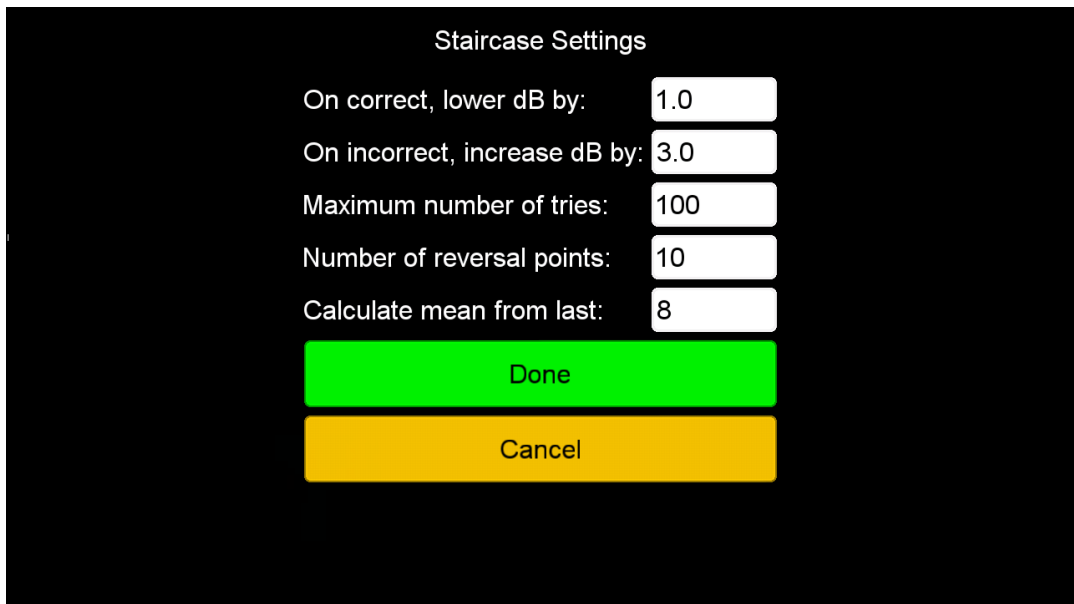 Staircase Settings
On correct, lower dB by: 1.0
On incorrect, increase dB by: 3.0
Maximum number of tries: 100
Number of reversal points: 10
Calculate mean from last: 8
Done
Cancel